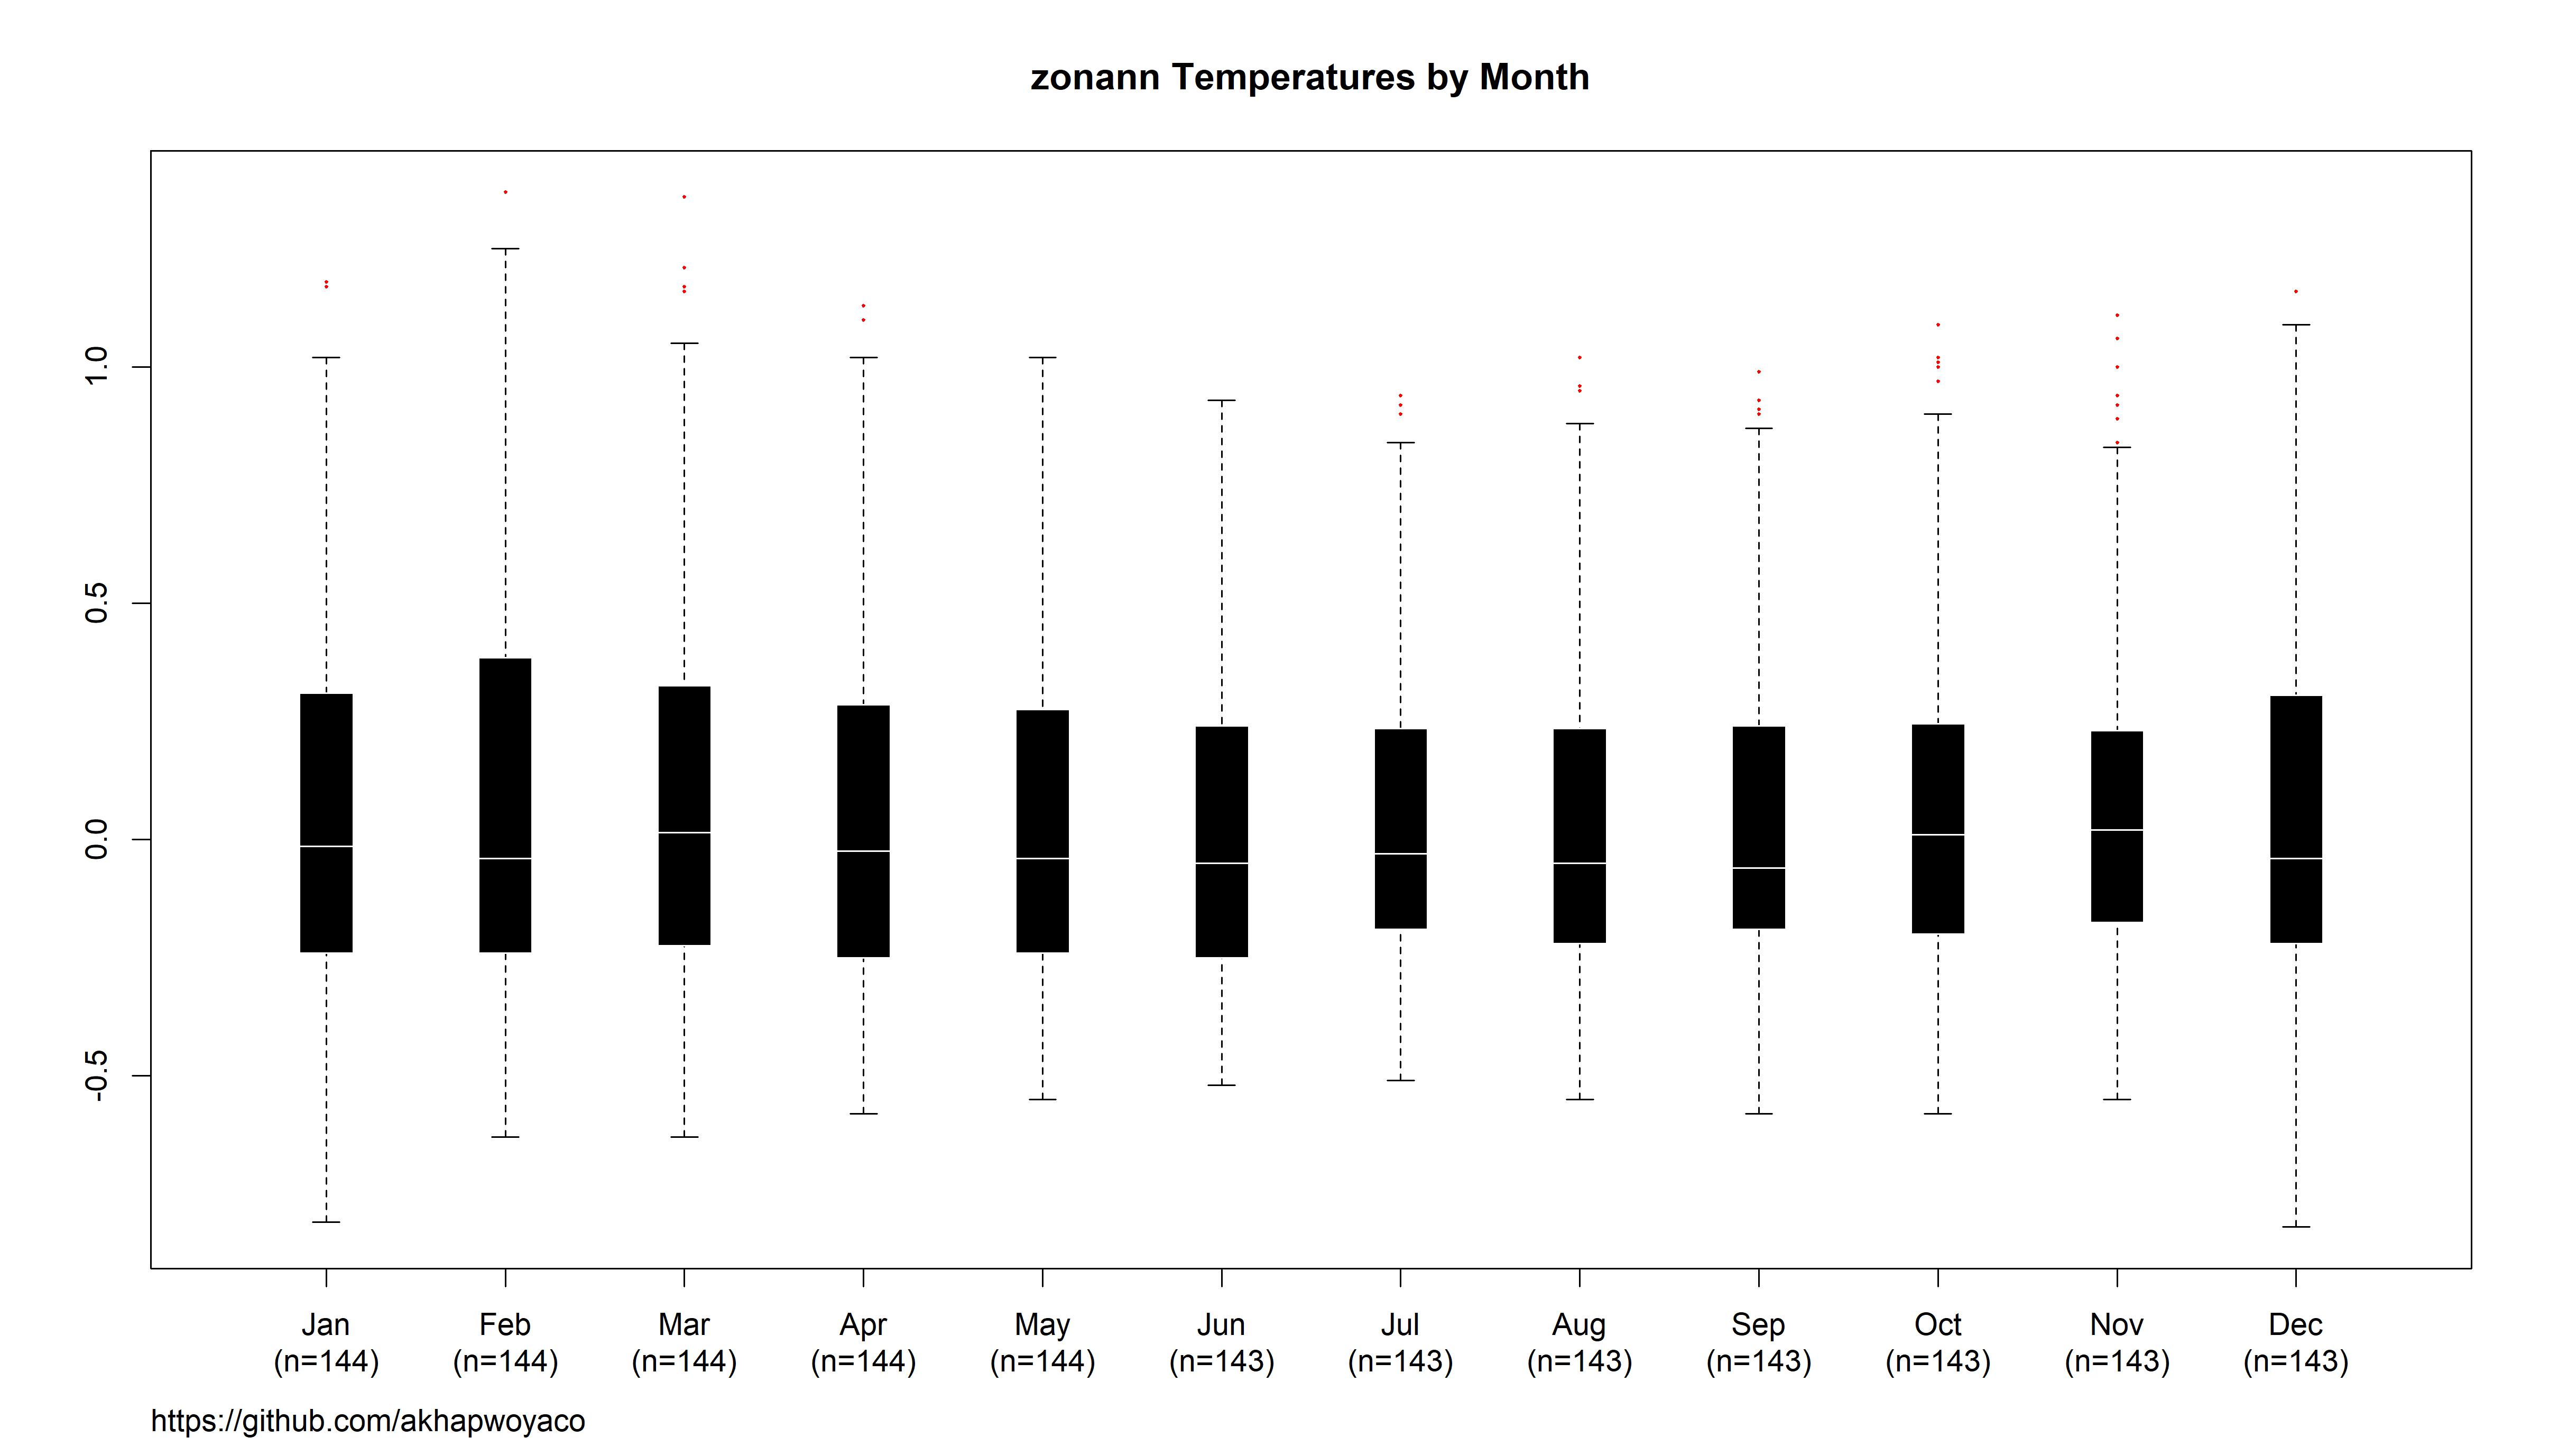 zonann Temperatures by Month
1.0
0.5
0.0
-0.5
Jan Feb Mar Apr May Jun Jul Aug Sep Oct Nov Dec
(n=144) (n=144) (n=144) (n=144) (n=144) (n=143) (n=143) (n=143) (n=143) (n=143) (n=143) (n=143)
https://github.com/akhapwoyaco